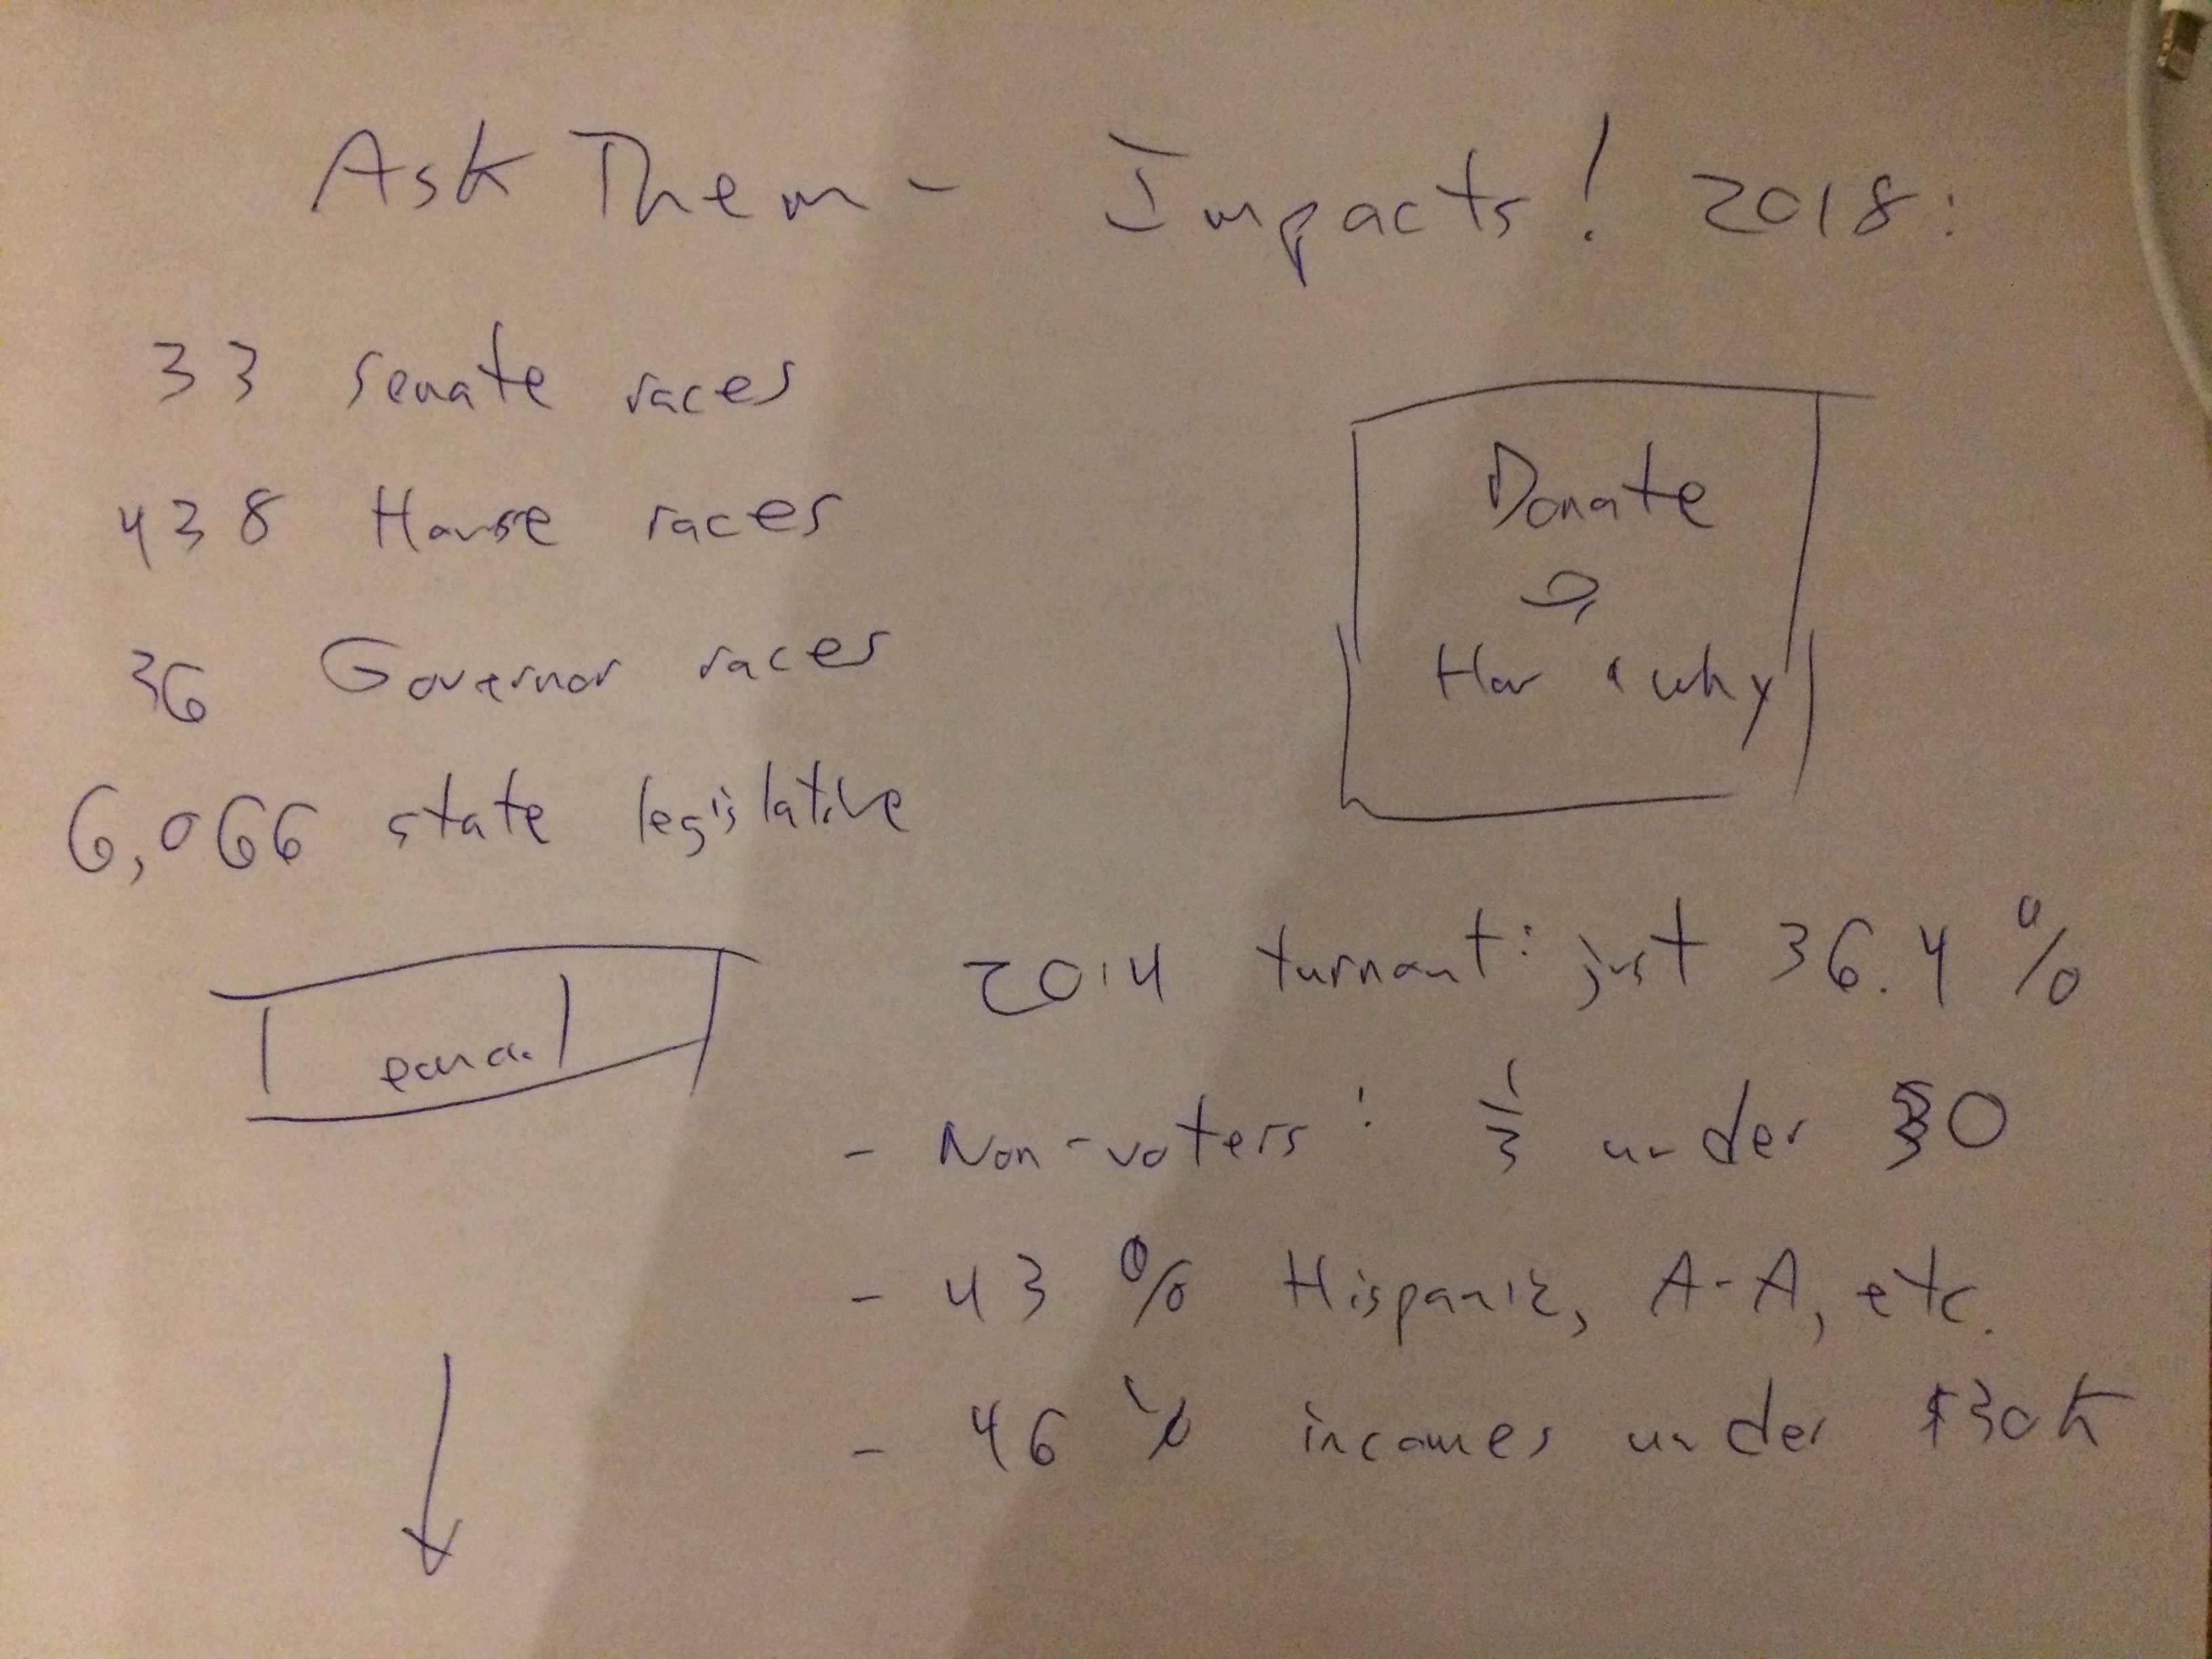 Ask Them - Impacts! 2018:
33 Senate races
438 House races
36 Governor races
6,066 state legislative
Donate
How & why
email
2014 turnout: just 36.4%
- Non-voters: 1/3 under 30
- 43% Hispanic, A-A, etc.
- 46% incomes under $30K